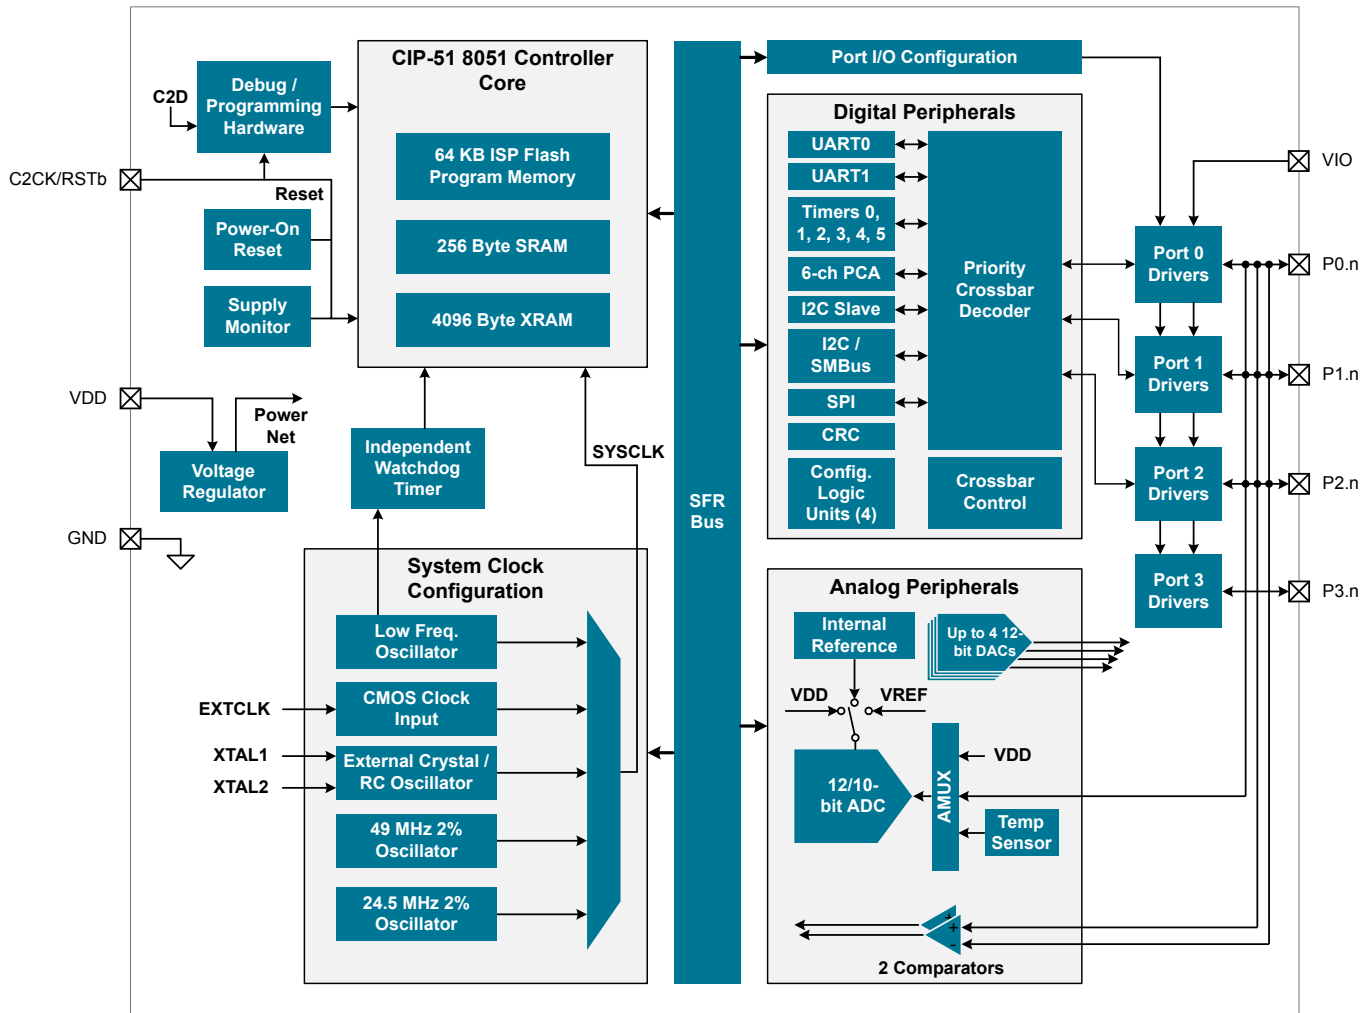 CIP-51 8051 Controller
Core
64 KB ISP Flash
Program Memory
256 Byte SRAM
4096 Byte XRAM
C2D
Debug /
Programming
Hardware
C2CK/RSTb
Reset
Power-On
Reset
Supply
Monitor
VDD
Power
Net
Voltage
Regulator
GND
Independent
Watchdog
Timer
SYSCLK
System Clock
Configuration
Low Freq.
Oscillator
EXTCLK
CMOS Clock
Input
XTAL1
XTAL2
External Crystal /
RC Oscillator
49 MHz 2%
Oscillator
24.5 MHz 2%
Oscillator
SFR
Bus
Port I/O Configuration
Digital Peripherals
UART0
UART1
Timers 0,
1, 2, 3, 4, 5
6-ch PCA
I2C Slave
I2C /
SMBus
SPI
CRC
Config.
Logic
Units (4)
Priority
Crossbar
Decoder
Crossbar
Control
Analog Peripherals
Internal
Reference
Up to 4 12-
bit DACs
VDD
VREF
12/10-
bit ADC
AMUX
VDD
Temp
Sensor
+
+
-
2 Comparators
Port 0
Drivers
Port 1
Drivers
Port 2
Drivers
Port 3
Drivers
VIO
P0.n
P1.n
P2.n
P3.n